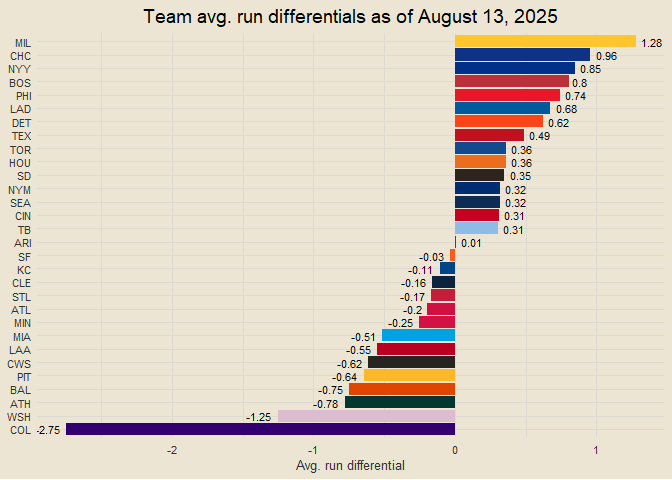 Team avg. run differentials as of August 13, 2025
MIL 1.28
CHC 0.96
NYY 0.85
BOS 0.8
PHI 0.74
LAD 0.68
DET 0.62
TEX 0.49
TOR 0.36
HOU 0.36
SD 0.35
NYM 0.32
SEA 0.32
CIN 0.31
TB 0.31
ARI 0.01
SF -0.03
KC -0.11
CLE -0.16
STL -0.17
ATL -0.2
MIN -0.25
MIA -0.51
LAA -0.55
CWS -0.62
PIT -0.64
BAL -0.75
ATH -0.78
WSH -1.25
COL -2.75
-2 -1 0 1
Avg. run differential